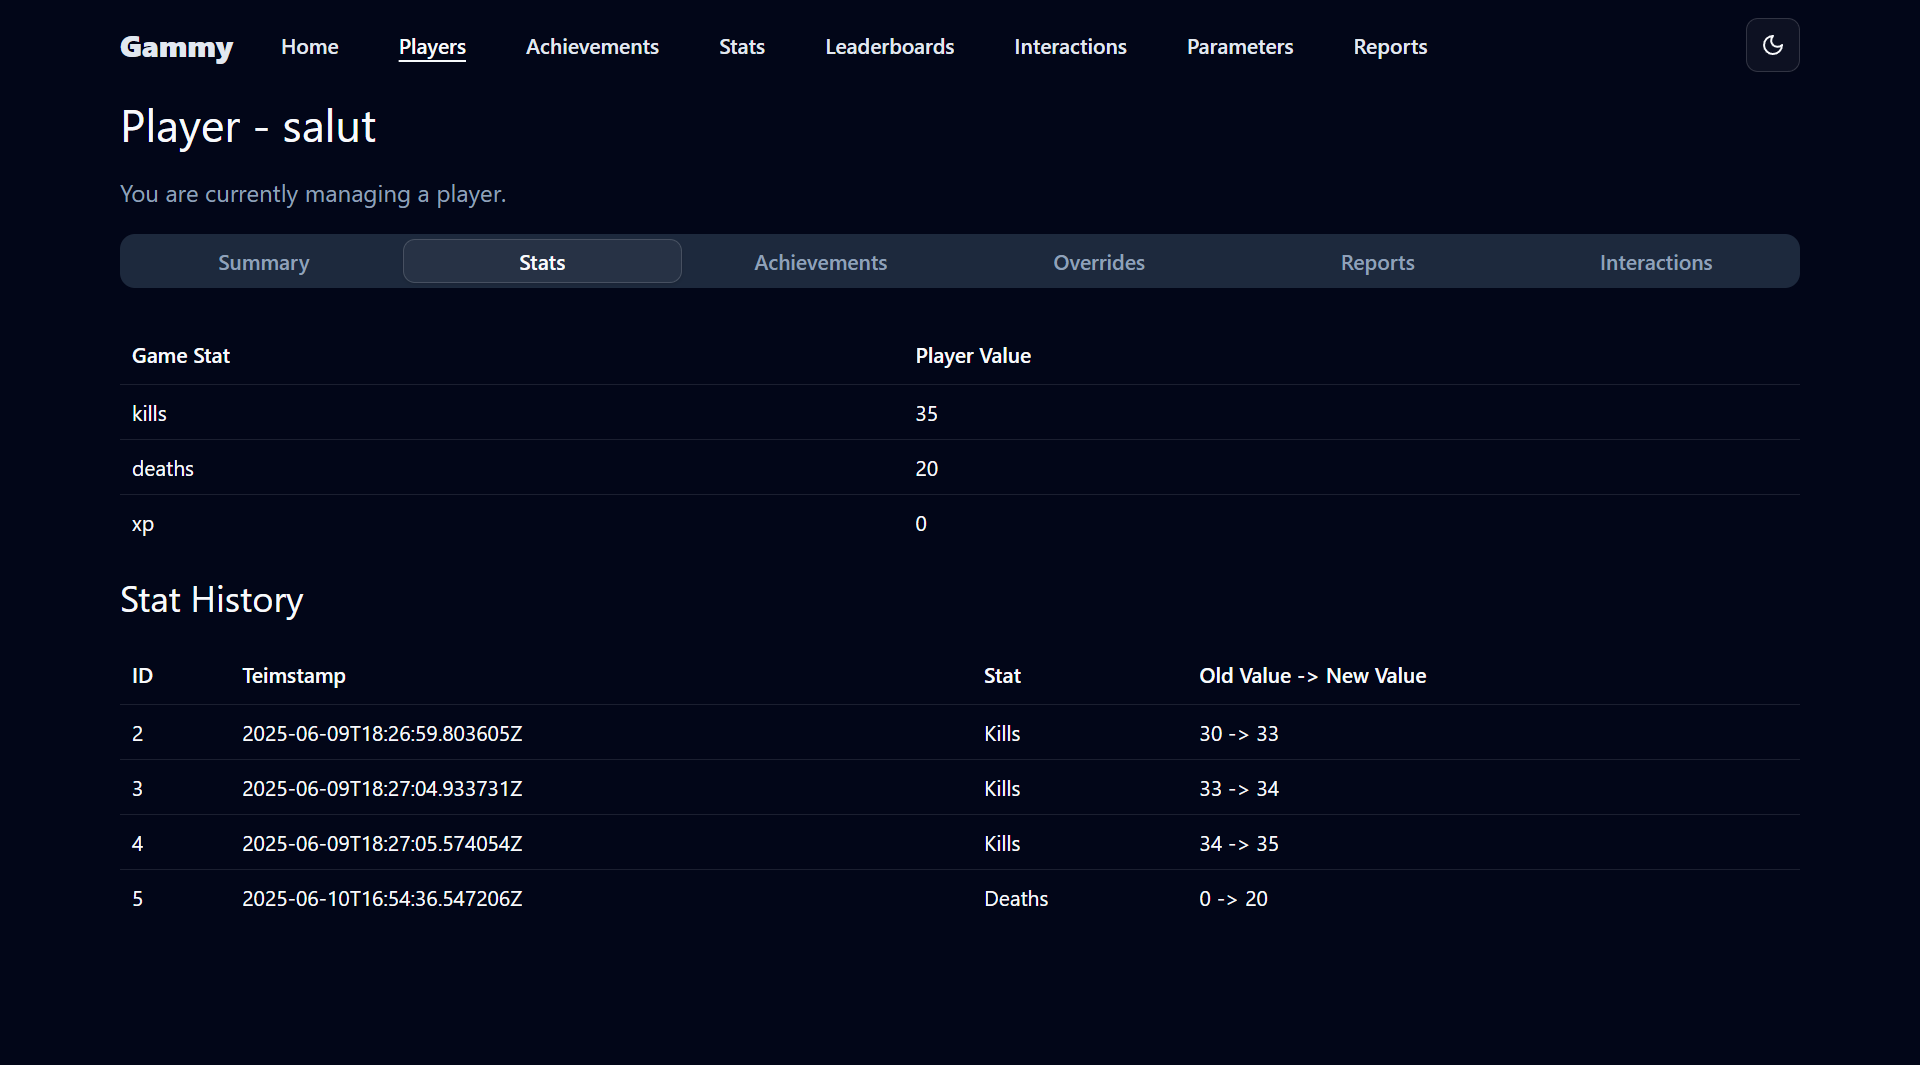 Gammy Home Players Achievements Stats Leaderboards Interactions Parameters Reports
Player - salut
You are currently managing a player.
Summary Stats Achievements Overrides Reports Interactions
Game Stat Player Value
kills 35
deaths 20
xp 0
Stat History
ID Teimstamp Stat Old Value -> New Value
2 2025-06-09T18:26:59.803605Z Kills 30 -> 33
3 2025-06-09T18:27:04.933731Z Kills 33 -> 34
4 2025-06-09T18:27:05.574054Z Kills 34 -> 35
5 2025-06-10T16:54:36.547206Z Deaths 0 -> 20